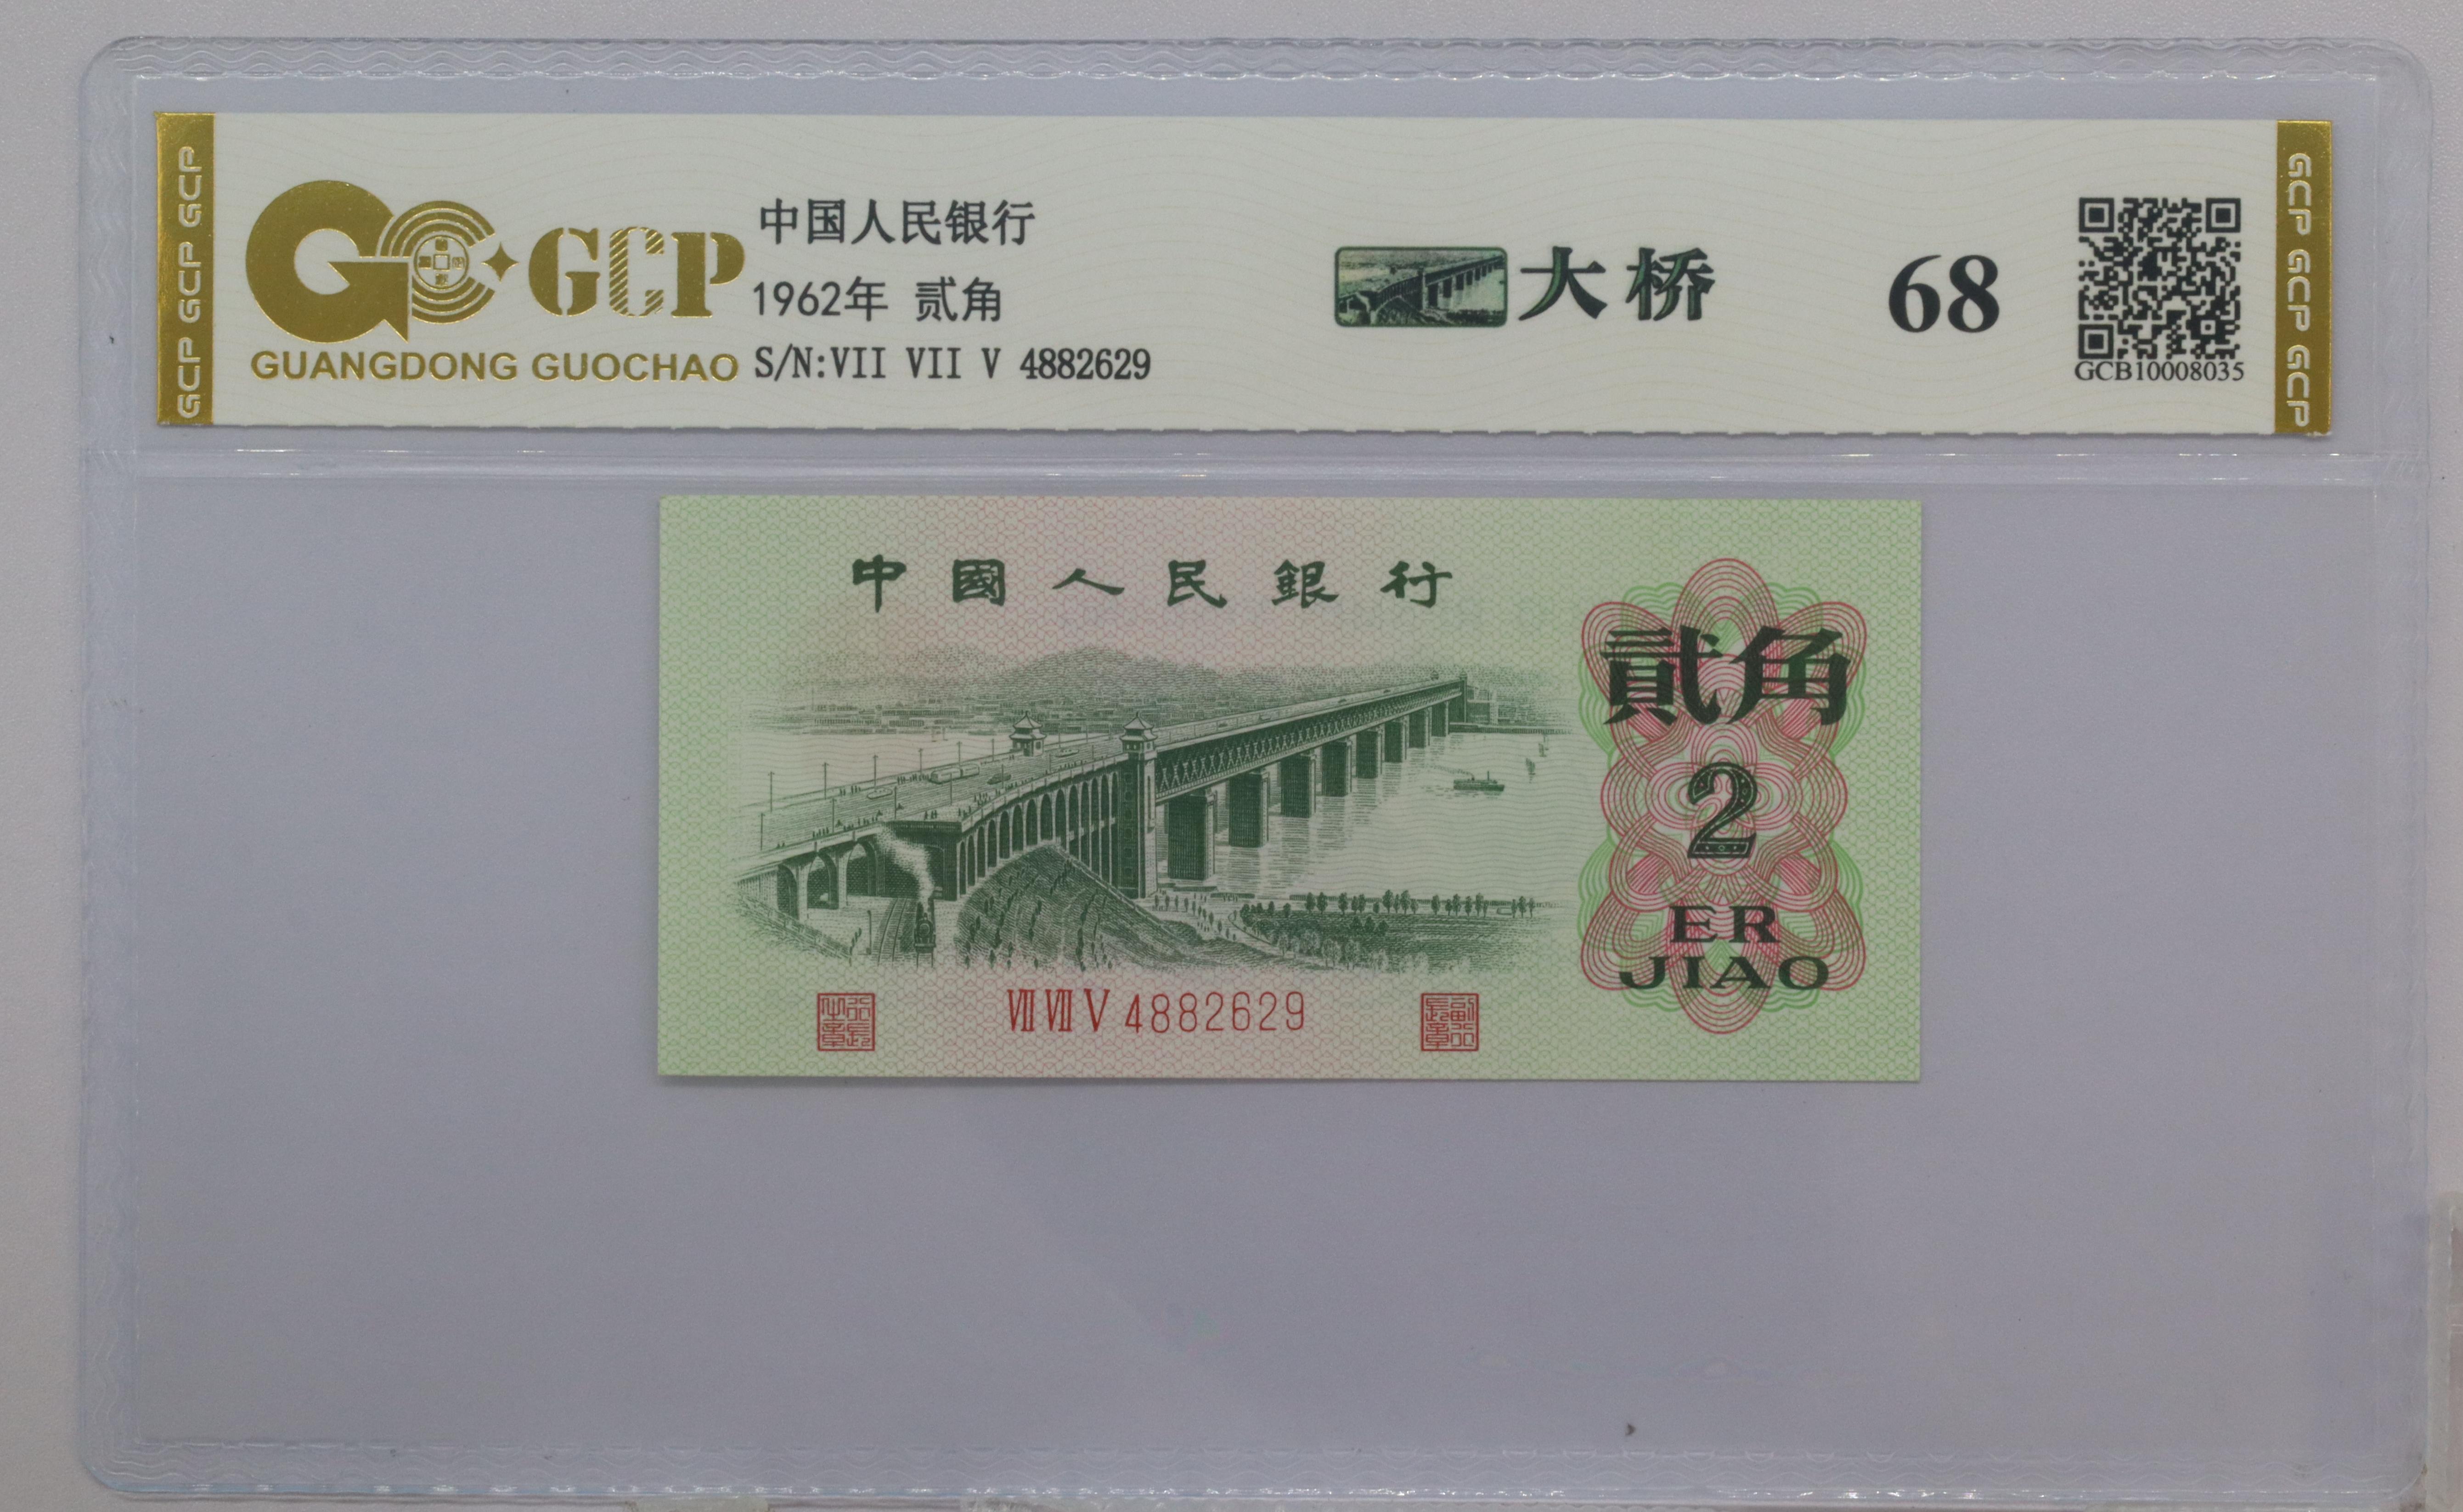 GCP GCP GCP
GCP
GUANGDONG GUOCHAO
中国人民银行
1962年 贰角
S/N:VII VII V 4882629
大桥
68
GCB10008035
GCP GCP GCP
中國人民銀行
貳角
2
ER
JIAO
VII VII V 4882629